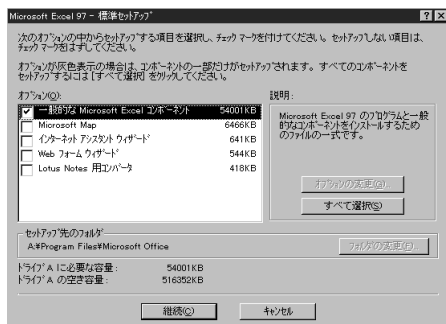 Microsoft Excel 97 - 標準セットアップ
次のオプションの中からセットアップする項目を選択し、チェック マークを付けてください。セットアップしない項目は、
チェック マークをはずしてください。
オプションが灰色表示の場合は、コンポーネントの一部だけがセットアップされます。すべてのコンポーネントを
セットアップするには [すべて選択] をクリックしてください。
オプション(O):
説明:
一般的な Microsoft Excel コンポーネント 54001KB
Microsoft Map 6466KB
インターネット アシスタント ウィザード 641KB
Web フォーム ウィザード 544KB
Lotus Notes 用コンバータ 418KB
Microsoft Excel 97 のプログラムと一般
的なコンポーネントをインストールするため
のファイルの一式です。
オプションの変更(G)...
すべて選択(S)
セットアップ先のフォルダ
A:¥Program Files¥Microsoft Office
フォルダの変更(F)...
ドライブ A に必要な容量: 54001KB
ドライブ A の空き容量: 516352KB
継続(C)
キャンセル